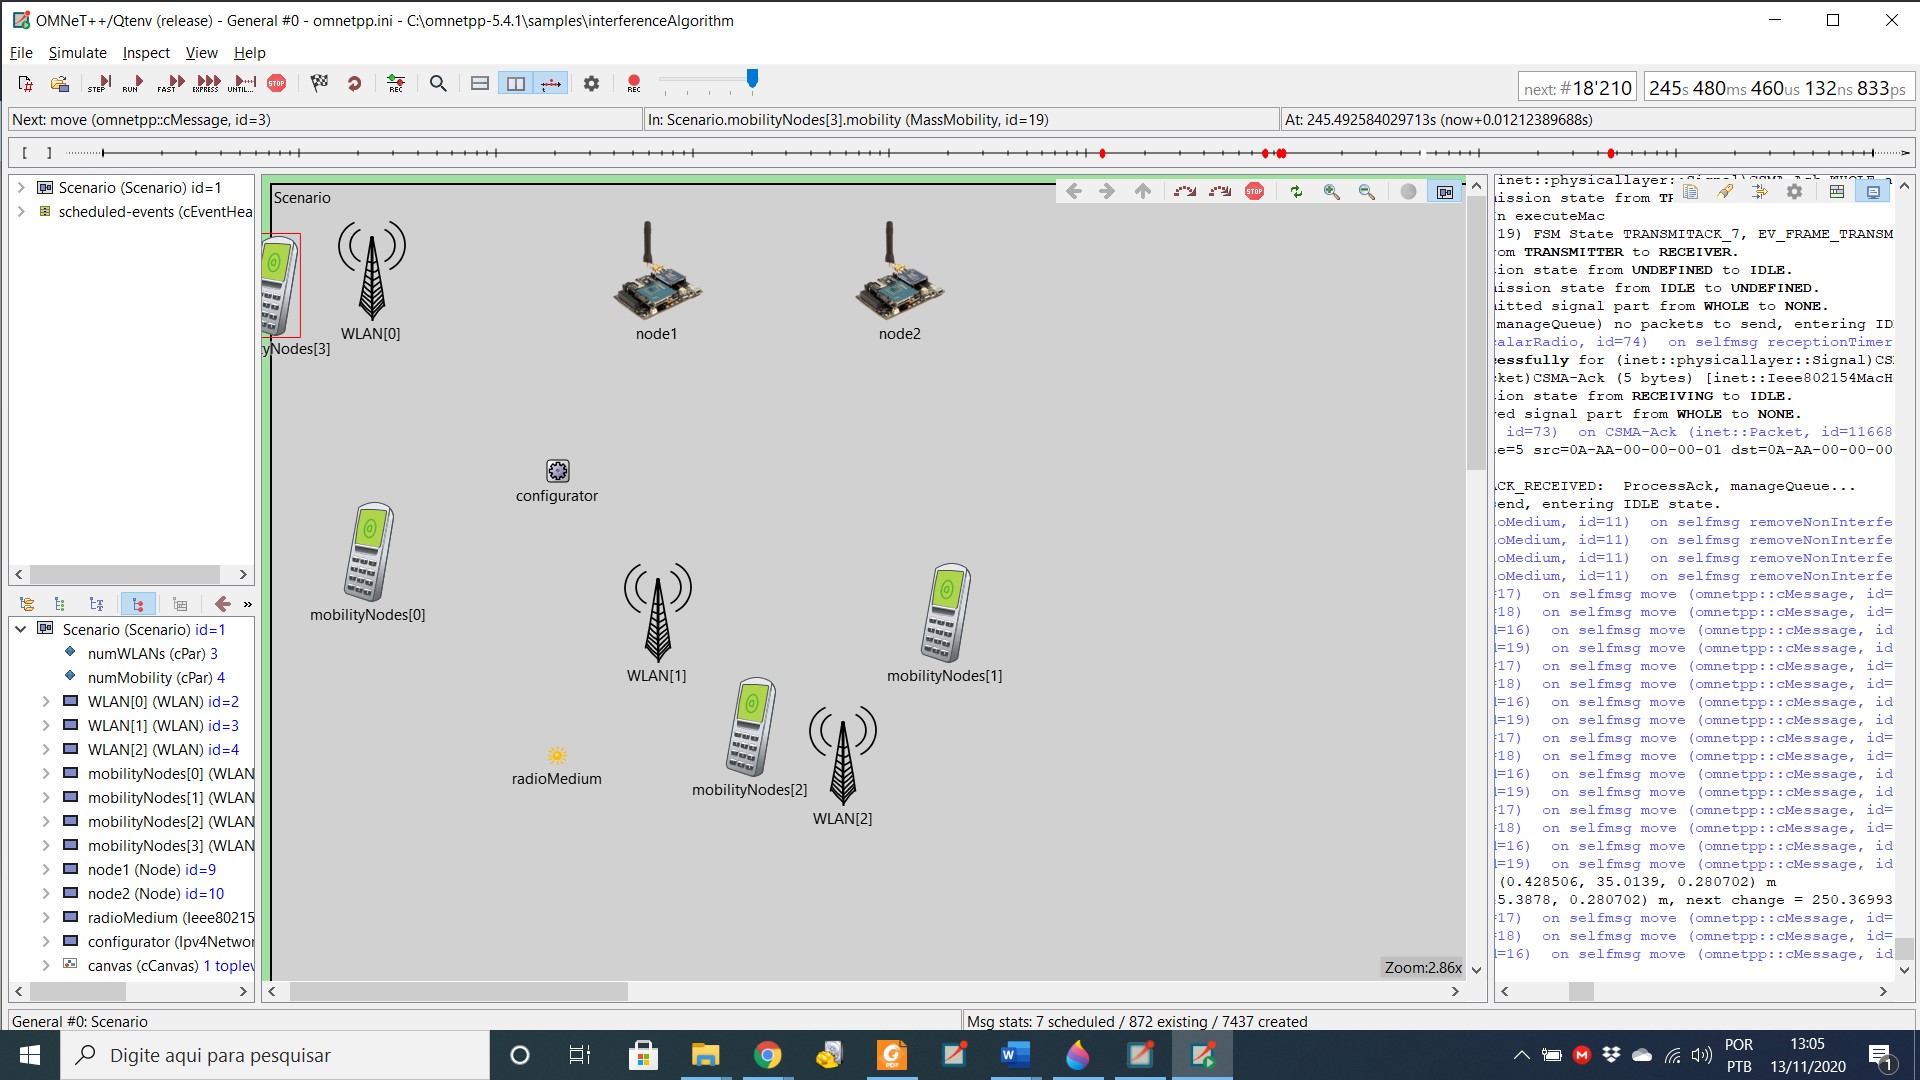 OMNeT++/Qtenv (release) - General #0 - omnetpp.ini - C:\omnetpp-5.4.1\samples\interferenceAlgorithm
File Simulate Inspect View Help
STEP RUN FAST EXPRESS UNTIL... STOP REC REC
next: #18'210 245s 480ms 460us 132ns 833ps
Next: move (omnetpp::cMessage, id=3)
In: Scenario.mobilityNodes[3].mobility (MassMobility, id=19)
At: 245.492584029713s (now+0.01212389688s)
Scenario (Scenario) id=1
scheduled-events (cEventHea
Scenario (Scenario) id=1
numWLANs (cPar) 3
numMobility (cPar) 4
WLAN[0] (WLAN) id=2
WLAN[1] (WLAN) id=3
WLAN[2] (WLAN) id=4
mobilityNodes[0] (WLAN
mobilityNodes[1] (WLAN
mobilityNodes[2] (WLAN
mobilityNodes[3] (WLAN
node1 (Node) id=9
node2 (Node) id=10
radioMedium (Ieee80215
configurator (Ipv4Networ
canvas (cCanvas) 1 toplev
Scenario
STOP
WLAN[0]
yNodes[3]
node1
node2
configurator
mobilityNodes[0]
WLAN[1]
mobilityNodes[1]
radioMedium
mobilityNodes[2]
WLAN[2]
Zoom:2.86x
inet::physicallayer::Signal)CSMA-Ack WHOLE a
ission state from TR
n executeMac
19) FSM State TRANSMITACK_7, EV_FRAME_TRANSM
rom TRANSMITTER to RECEIVER.
ion state from UNDEFINED to IDLE.
ission state from IDLE to UNDEFINED.
itted signal part from WHOLE to NONE.
manageQueue) no packets to send, entering ID
alarRadio, id=74) on selfmsg receptionTimer
essfully for (inet::physicallayer::Signal)CS
ket)CSMA-Ack (5 bytes) [inet::Ieee802154MacH
ion state from RECEIVING to IDLE.
ed signal part from WHOLE to NONE.
id=73) on CSMA-Ack (inet::Packet, id=11668
e=5 src=0A-AA-00-00-00-01 dst=0A-AA-00-00-00
ACK_RECEIVED: ProcessAck, manageQueue...
send, entering IDLE state.
ioMedium, id=11) on selfmsg removeNonInterfe
ioMedium, id=11) on selfmsg removeNonInterfe
ioMedium, id=11) on selfmsg removeNonInterfe
ioMedium, id=11) on selfmsg removeNonInterfe
=17) on selfmsg move (omnetpp::cMessage, id=
=18) on selfmsg move (omnetpp::cMessage, id=
d=16) on selfmsg move (omnetpp::cMessage, id
d=19) on selfmsg move (omnetpp::cMessage, id
=17) on selfmsg move (omnetpp::cMessage, id=
=18) on selfmsg move (omnetpp::cMessage, id=
d=16) on selfmsg move (omnetpp::cMessage, id
d=19) on selfmsg move (omnetpp::cMessage, id
=17) on selfmsg move (omnetpp::cMessage, id=
=18) on selfmsg move (omnetpp::cMessage, id=
d=16) on selfmsg move (omnetpp::cMessage, id
d=19) on selfmsg move (omnetpp::cMessage, id
=17) on selfmsg move (omnetpp::cMessage, id=
=18) on selfmsg move (omnetpp::cMessage, id=
d=16) on selfmsg move (omnetpp::cMessage, id
d=19) on selfmsg move (omnetpp::cMessage, id
(0.428506, 35.0139, 0.280702) m
5.3878, 0.280702) m, next change = 250.36993
=17) on selfmsg move (omnetpp::cMessage, id=
=18) on selfmsg move (omnetpp::cMessage, id=
=16) on selfmsg move (omnetpp::cMessage, id
General #0: Scenario
Msg stats: 7 scheduled / 872 existing / 7437 created
Digite aqui para pesquisar
POR
PTB
13:05
13/11/2020
1